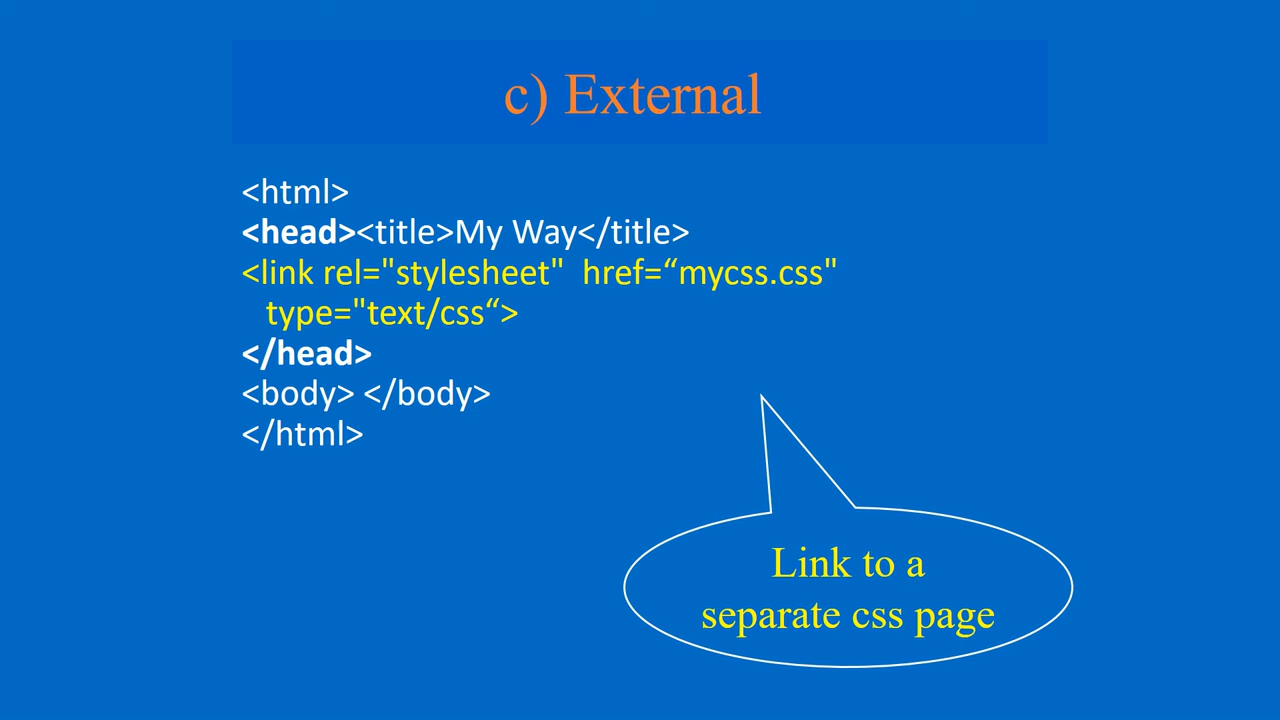 c) External
<html>
<head><title>My Way</title>
<link rel="stylesheet"  href=“mycss.css"
type="text/css“>
</head>
<body> </body>
</html>
Link to a
separate css page